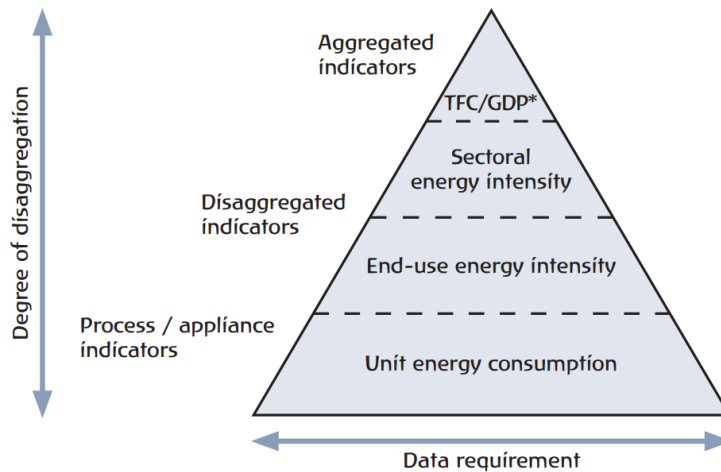 Aggregated
indicators
TFC/GDP*
Sectoral
energy intensity
Disaggregated
indicators
End-use energy intensity
Process / appliance
indicators
Unit energy consumption
Degree of disaggregation
Data requirement